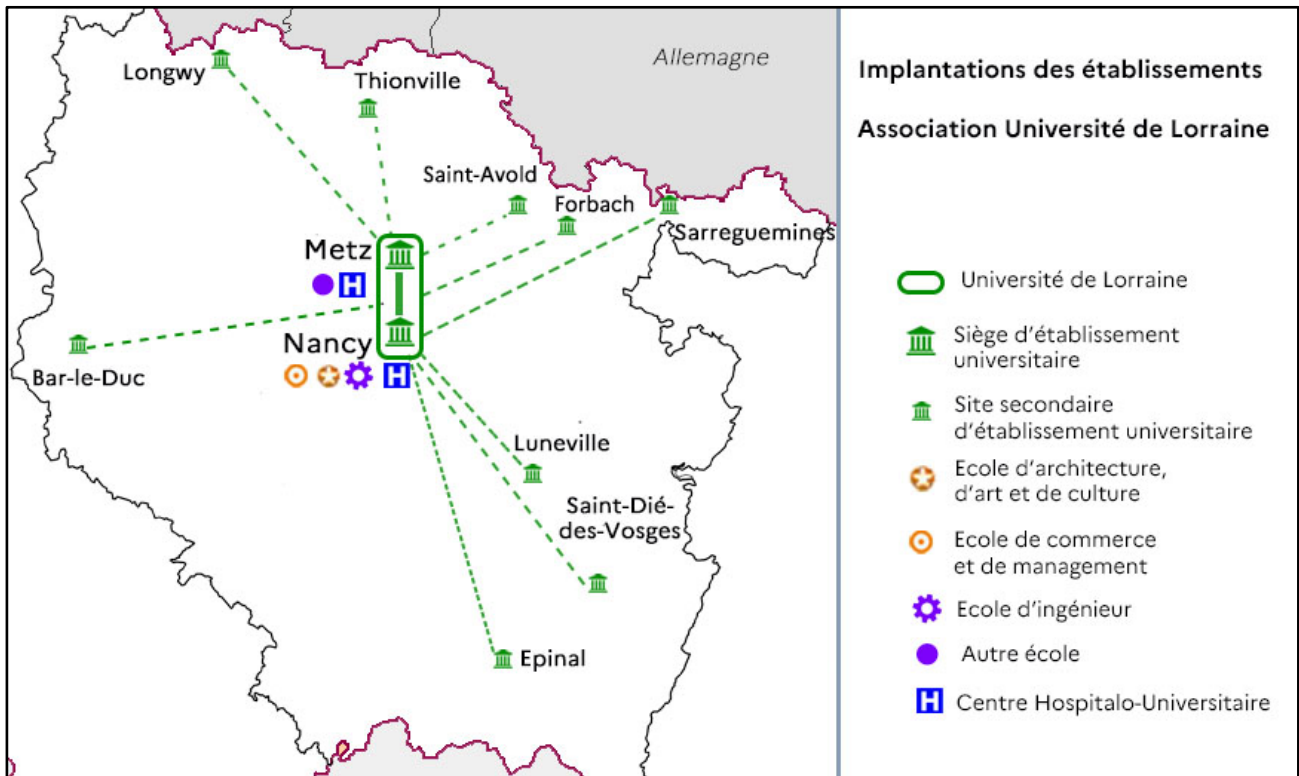 Longwy
Thionville
Allemagne
Saint-Avold
Forbach
Sarreguemines
Metz
H
Nancy
H
Bar-le-Duc
Luneville
Saint-Dié-
des-Vosges
Epinal
Implantations des établissements
Association Université de Lorraine
Université de Lorraine
Siège d'établissement
universitaire
Site secondaire
d'établissement universitaire
Ecole d'architecture,
d'art et de culture
Ecole de commerce
et de management
Ecole d'ingénieur
Autre école
H Centre Hospitalo-Universitaire